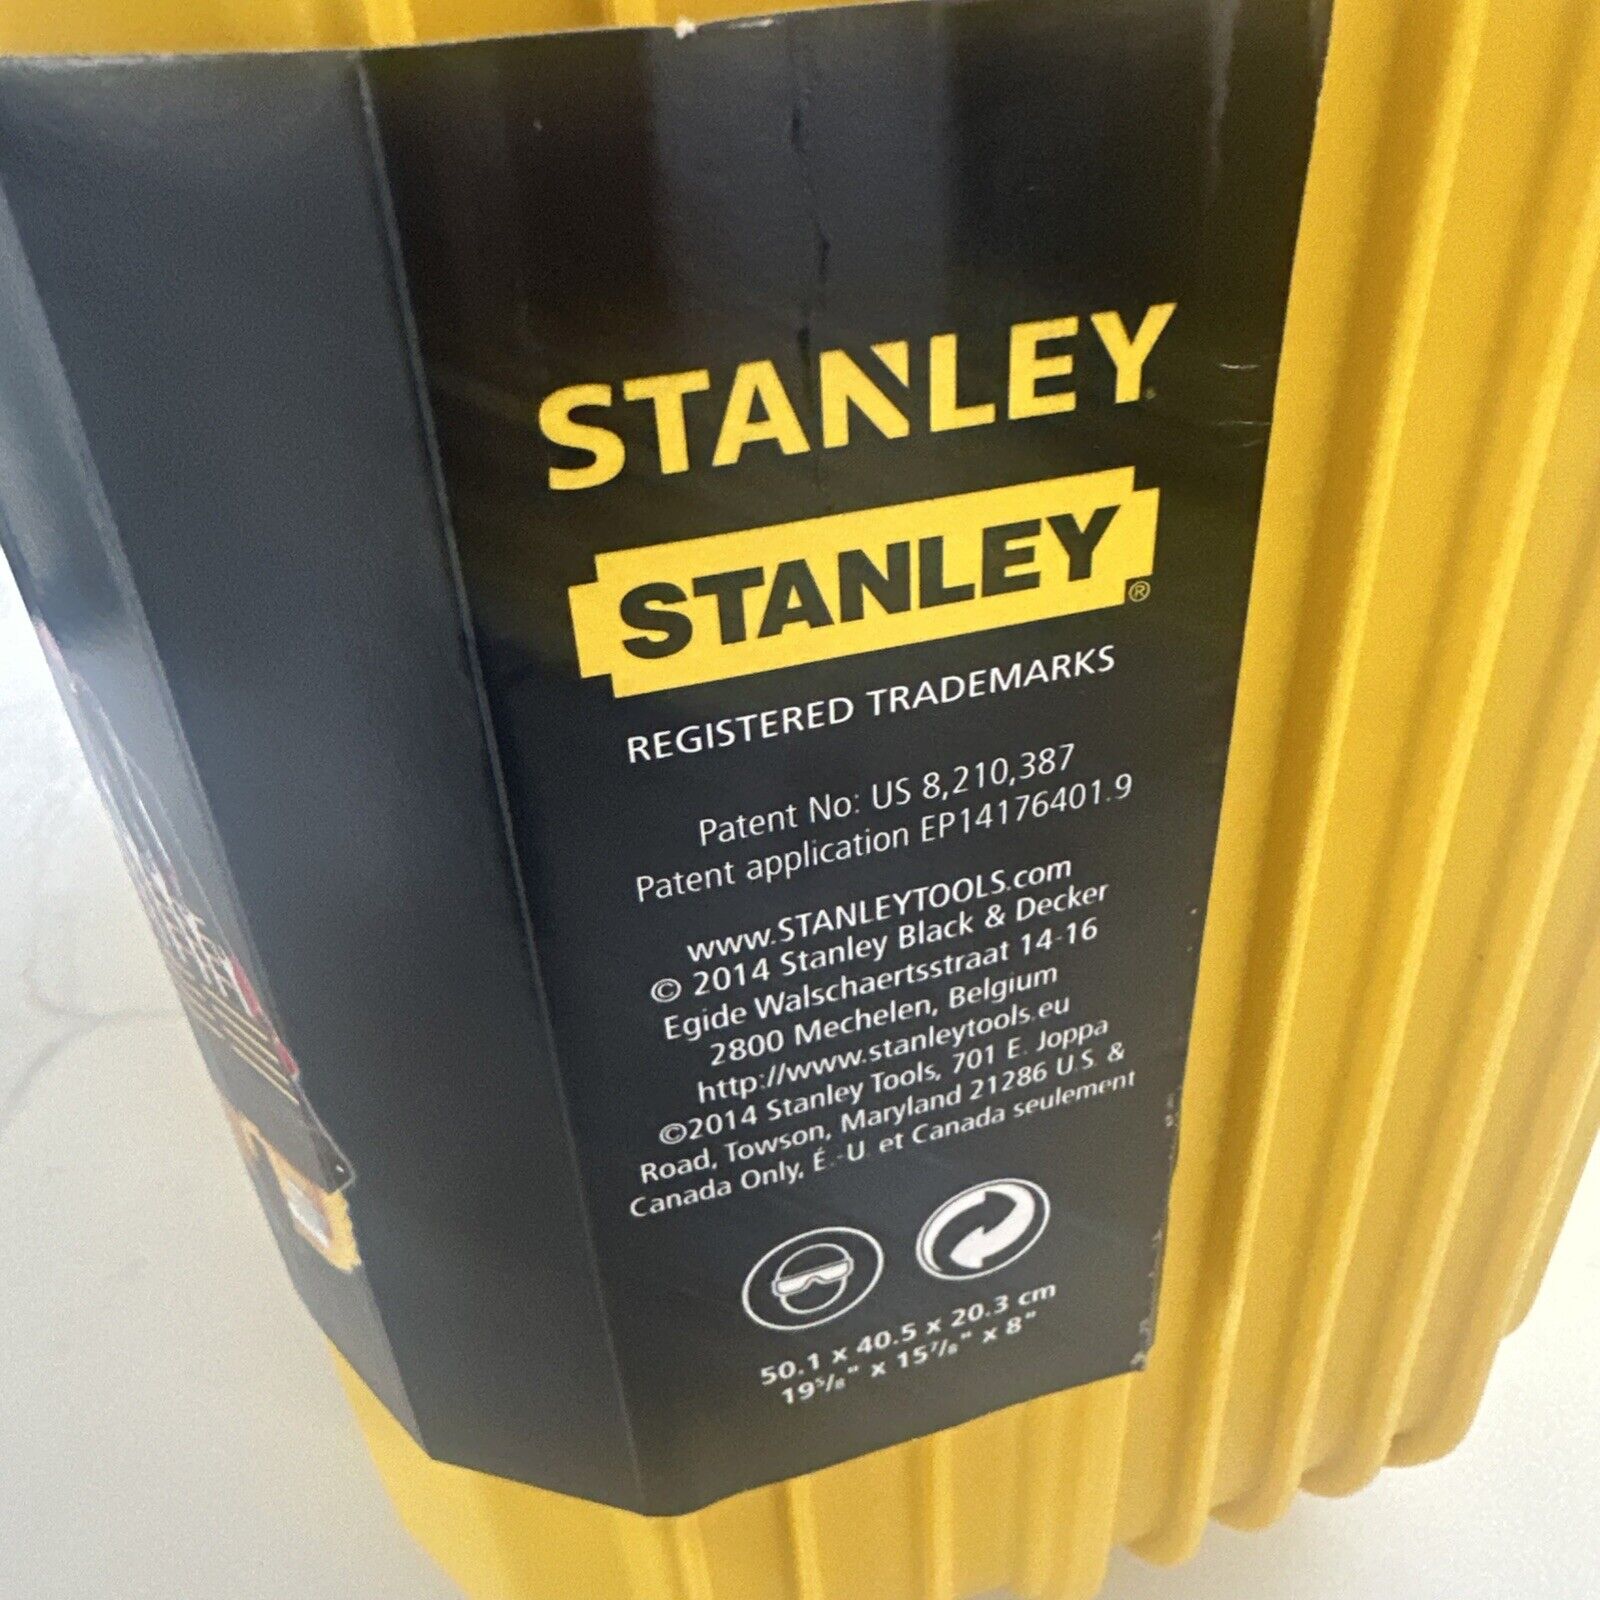 STANLEY
STANLEY®
REGISTERED TRADEMARKS
Patent No: US 8,210,387
Patent application EP14176401.9
www.STANLEYTOOLS.com
© 2014 Stanley Black & Decker
Egide Walschaertsstraat 14-16
2800 Mechelen, Belgium
http://www.stanleytools.eu
©2014 Stanley Tools, 701 E. Joppa
Road, Towson, Maryland 21286 U.S. &
Canada Only, É.-U. et Canada seulement
50.1 x 40.5 x 20.3 cm
19⁵/₈" x 15⁷/₈" x 8"